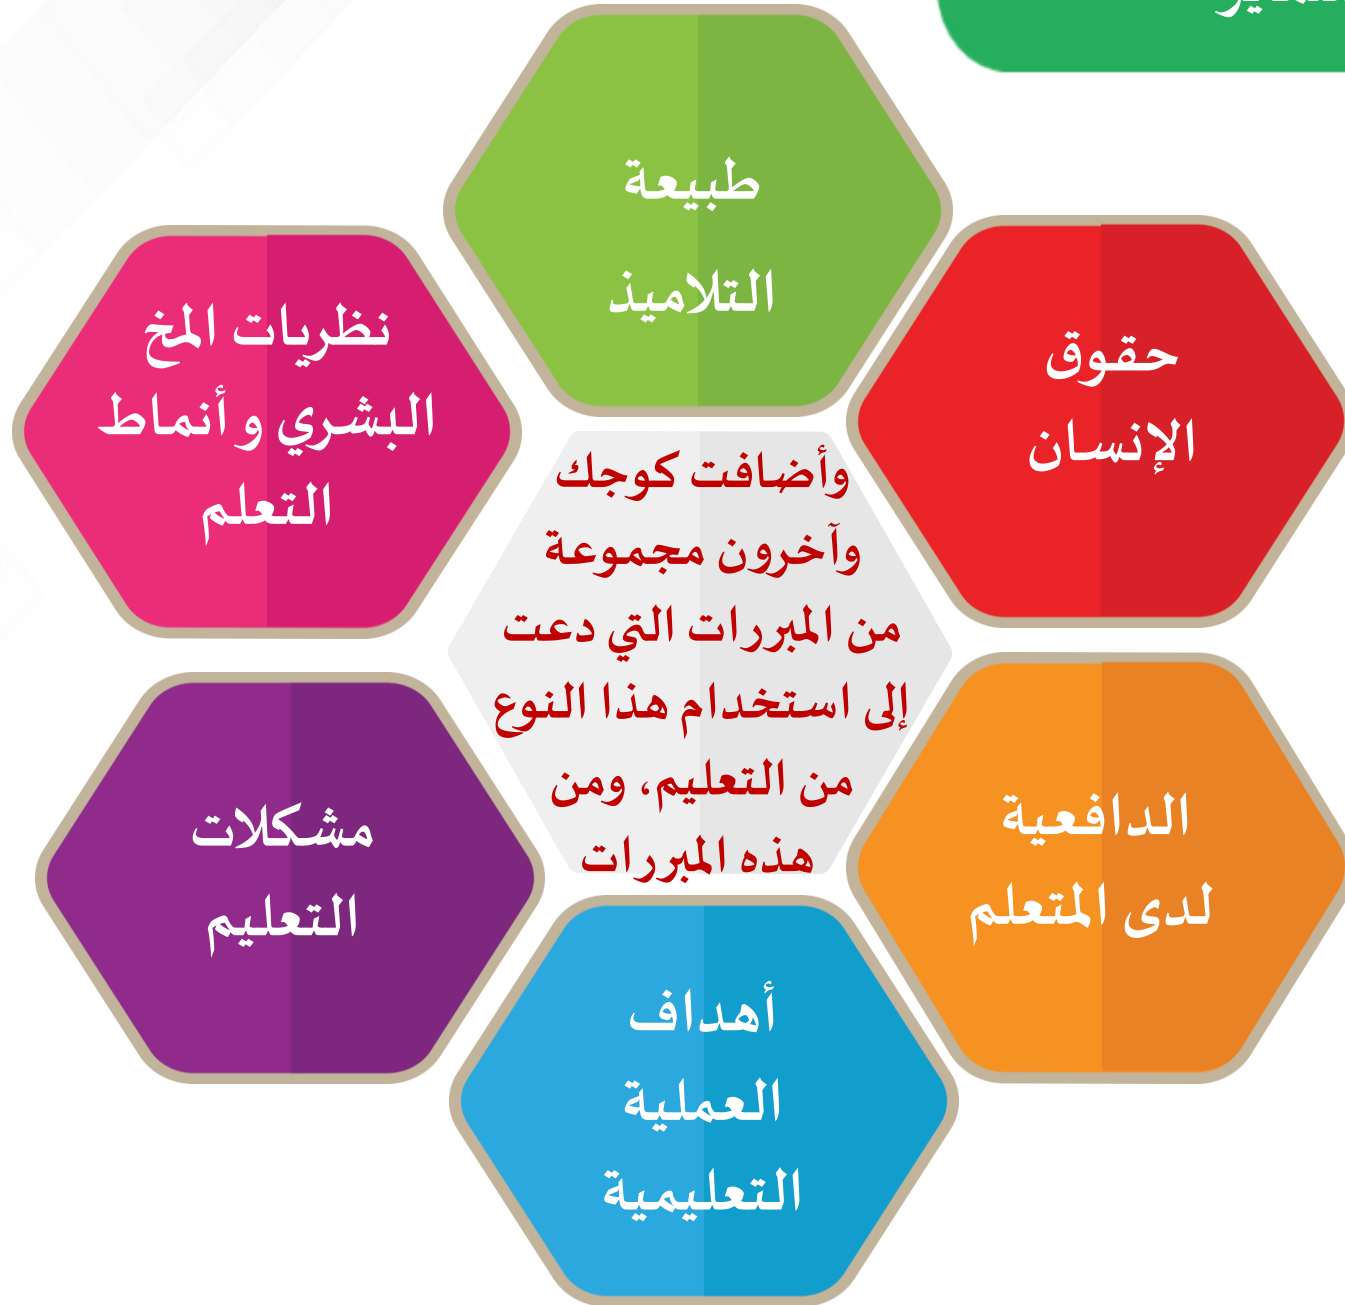 طبيعة
التلاميذ
حقوق
الإنسان
نظريات المخ
البشري وأنماط
التعلم
وأضافت كوجك
وآخرون مجموعة
من المبررات التي دعت
إلى استخدام هذا النوع
من التعليم، ومن
هذه المبررات
الدافعية
لدى المتعلم
مشكلات
التعليم
أهداف
العملية
التعليمية